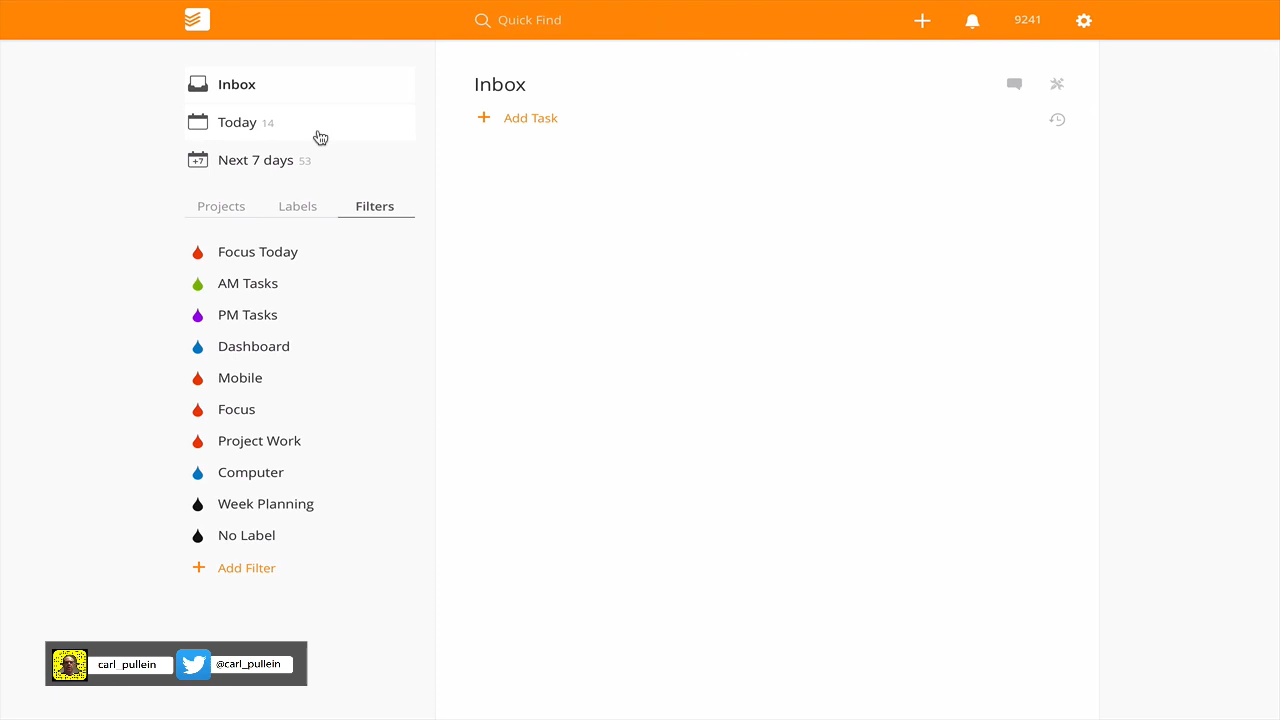 Quick Find
9241
Inbox
Today 14
Next 7 days 53
+7
Projects Labels Filters
Focus Today
AM Tasks
PM Tasks
Dashboard
Mobile
Focus
Project Work
Computer
Week Planning
No Label
+ Add Filter
Inbox
+ Add Task
carl_pullein
@carl_pullein